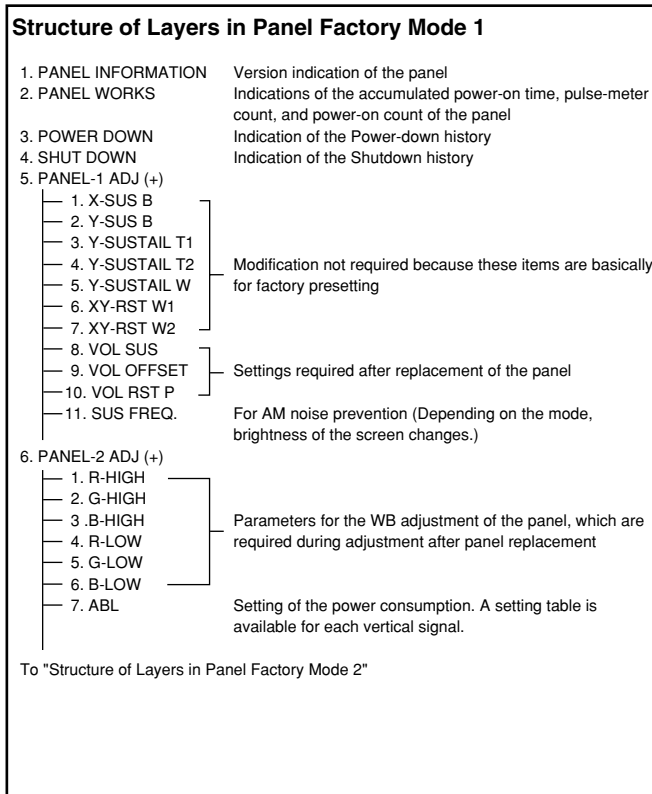 Structure of Layers in Panel Factory Mode 1
1. PANEL INFORMATION Version indication of the panel
2. PANEL WORKS Indications of the accumulated power-on time, pulse-meter
count, and power-on count of the panel
3. POWER DOWN Indication of the Power-down history
4. SHUT DOWN Indication of the Shutdown history
5. PANEL-1 ADJ (+)
1. X-SUS B
2. Y-SUS B
3. Y-SUSTAIL T1
4. Y-SUSTAIL T2 Modification not required because these items are basically
5. Y-SUSTAIL W for factory presetting
6. XY-RST W1
7. XY-RST W2
8. VOL SUS
9. VOL OFFSET Settings required after replacement of the panel
10. VOL RST P
11. SUS FREQ. For AM noise prevention (Depending on the mode,
brightness of the screen changes.)
6. PANEL-2 ADJ (+)
1. R-HIGH
2. G-HIGH
3 .B-HIGH Parameters for the WB adjustment of the panel, which are
4. R-LOW required during adjustment after panel replacement
5. G-LOW
6. B-LOW
7. ABL Setting of the power consumption. A setting table is
available for each vertical signal.
To "Structure of Layers in Panel Factory Mode 2"